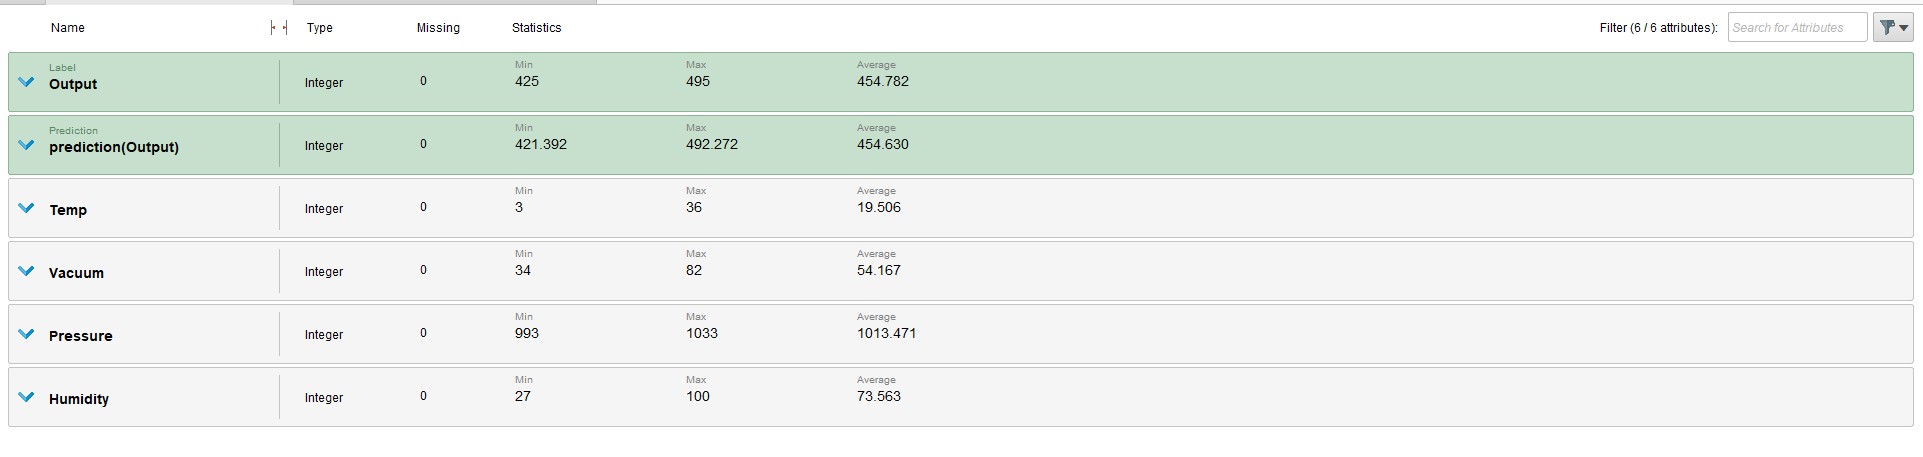 Name Type Missing Statistics Filter (6 / 6 attributes): Search for Attributes
Label Min Max Average
Output Integer 0 425 495 454.782
Prediction Min Max Average
prediction(Output) Integer 0 421.392 492.272 454.630
Min Max Average
Temp Integer 0 3 36 19.506
Min Max Average
Vacuum Integer 0 34 82 54.167
Min Max Average
Pressure Integer 0 993 1033 1013.471
Min Max Average
Humidity Integer 0 27 100 73.563